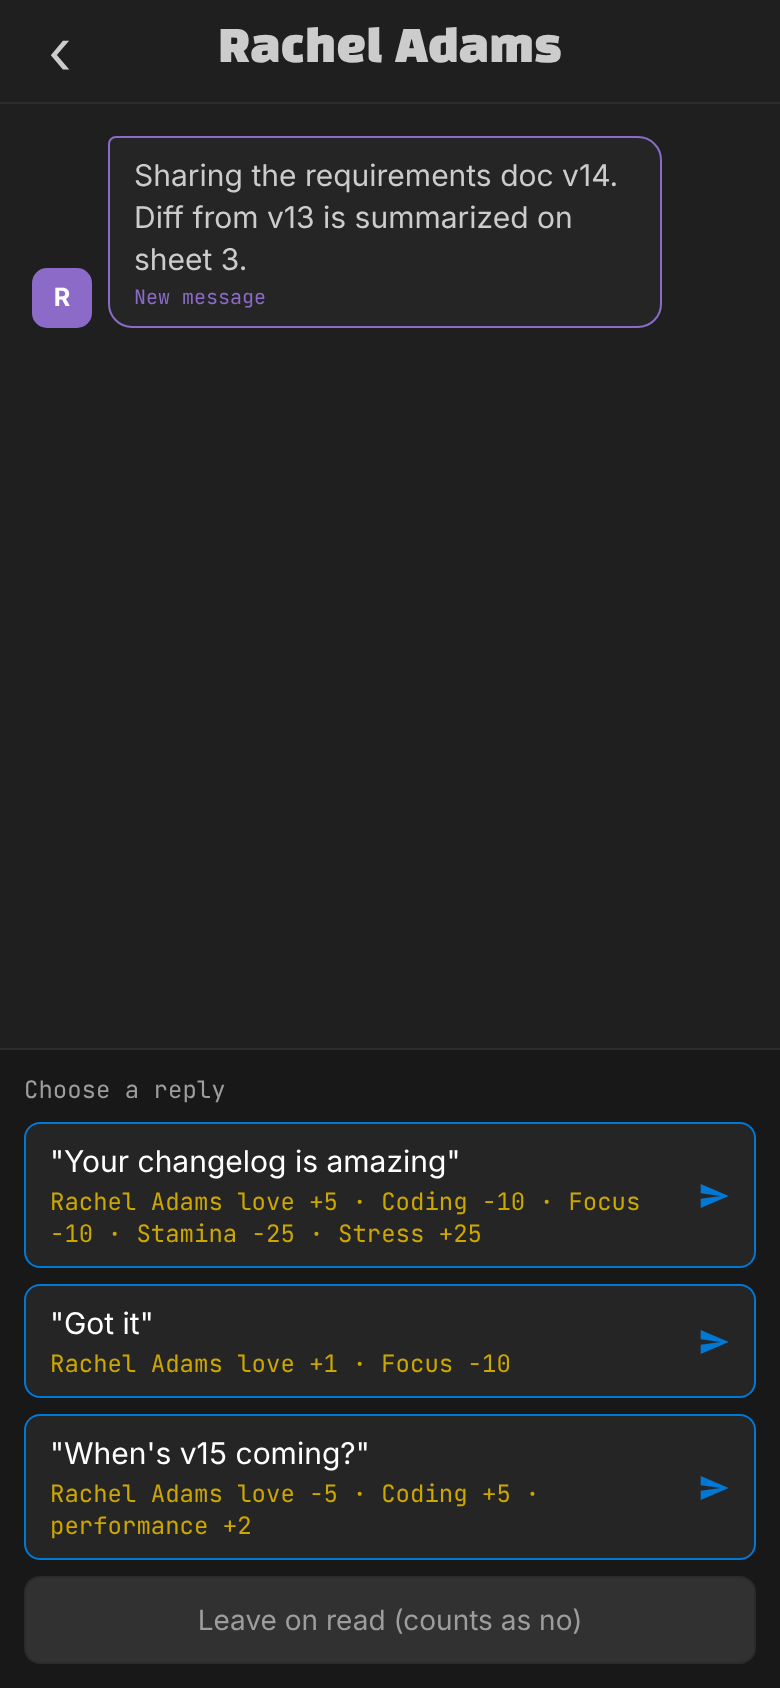 Rachel Adams
Sharing the requirements doc v14.
Diff from v13 is summarized on
sheet 3.
New message
R
Choose a reply
"Your changelog is amazing"
Rachel Adams love +5 · Coding -10 · Focus
-10 · Stamina -25 · Stress +25
"Got it"
Rachel Adams love +1 · Focus -10
"When's v15 coming?"
Rachel Adams love -5 · Coding +5 ·
performance +2
Leave on read (counts as no)